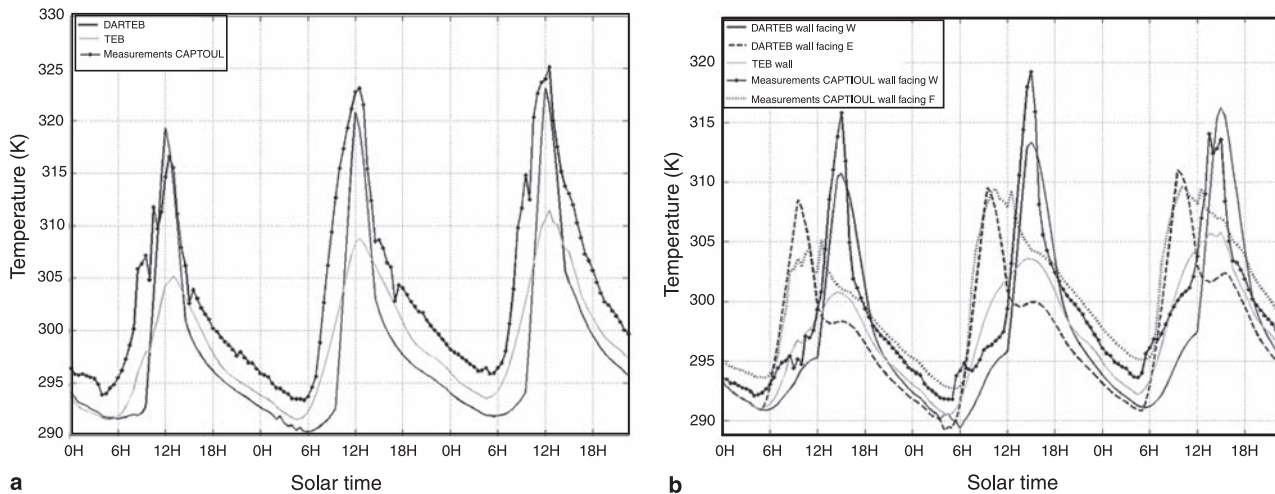 330
325
320
315
310
305
300
295
290
Temperature (K)
DARTEB
TEB
Measurements CAPTOUL
0H 6H 12H 18H 0H 6H 12H 18H 0H 6H 12H 18H
Solar time
a
320
315
310
305
300
295
290
Temperature (K)
DARTEB wall facing W
DARTEB wall facing E
TEB wall
Measurements CAPTIOUL wall facing W
Measurements CAPTIOUL wall facing F
0H 6H 12H 18H 0H 6H 12H 18H 0H 6H 12H 18H
Solar time
b